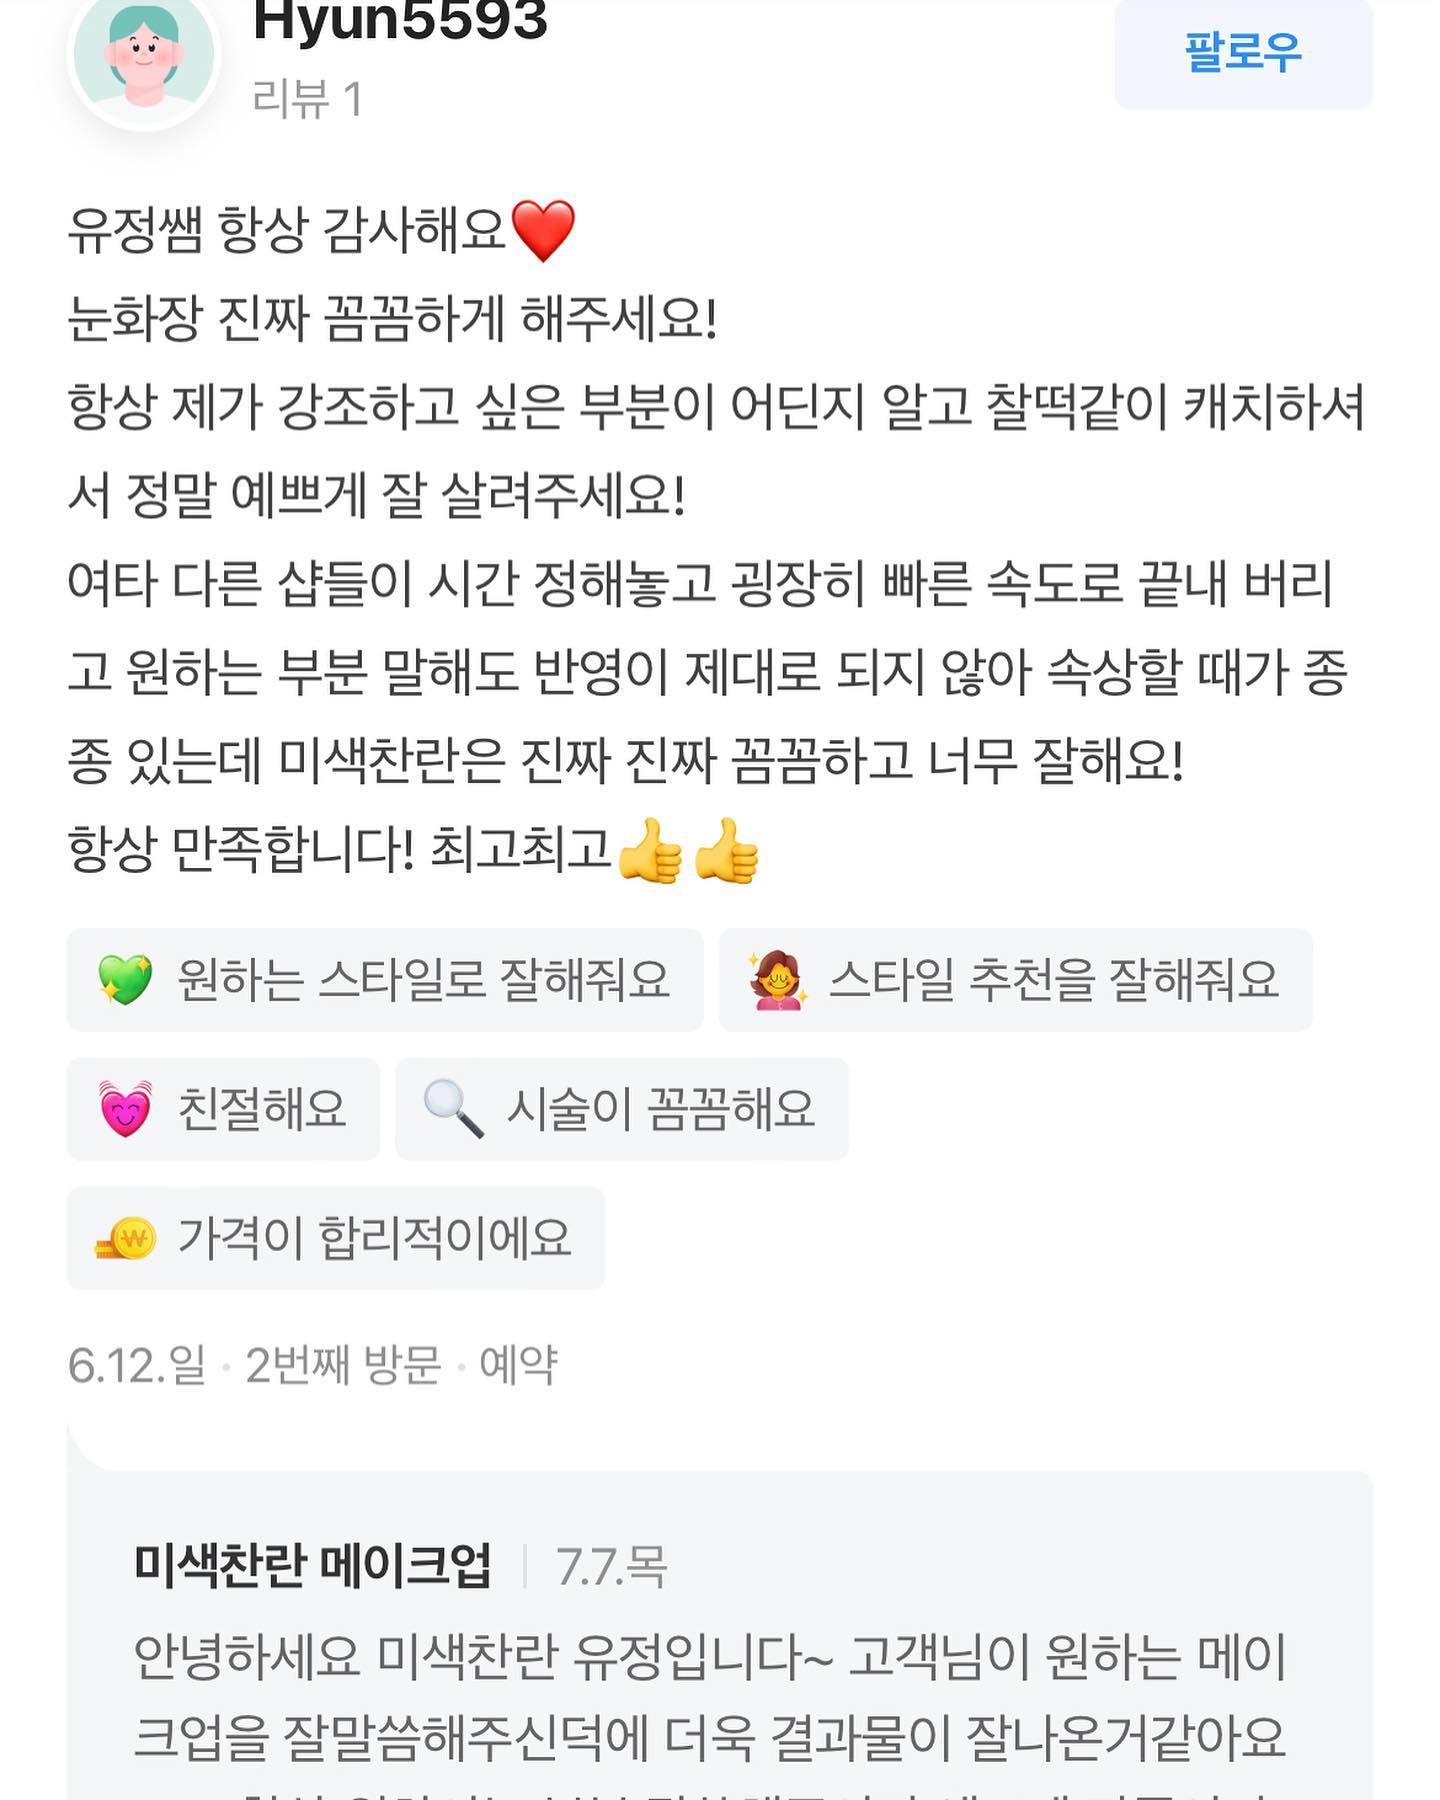 Hyun5593
리뷰 1
팔로우
유정쌤 항상 감사해요❤️
눈화장 진짜 꼼꼼하게 해주세요!
항상 제가 강조하고 싶은 부분이 어딘지 알고 찰떡같이 캐치하셔
서 정말 예쁘게 잘 살려주세요!
여타 다른 샵들이 시간 정해놓고 굉장히 빠른 속도로 끝내 버리
고 원하는 부분 말해도 반영이 제대로 되지 않아 속상할 때가 종
종 있는데 미색찬란은 진짜 진짜 꼼꼼하고 너무 잘해요!
항상 만족합니다! 최고최고👍👍
💚 원하는 스타일로 잘해줘요
💆 스타일 추천을 잘해줘요
💓 친절해요
🔍 시술이 꼼꼼해요
🪙 가격이 합리적이에요
6.12.일 · 2번째 방문 · 예약
미색찬란 메이크업 | 7.7.목
안녕하세요 미색찬란 유정입니다~ 고객님이 원하는 메이
크업을 잘말씀해주신덕에 더욱 결과물이 잘나온거같아요